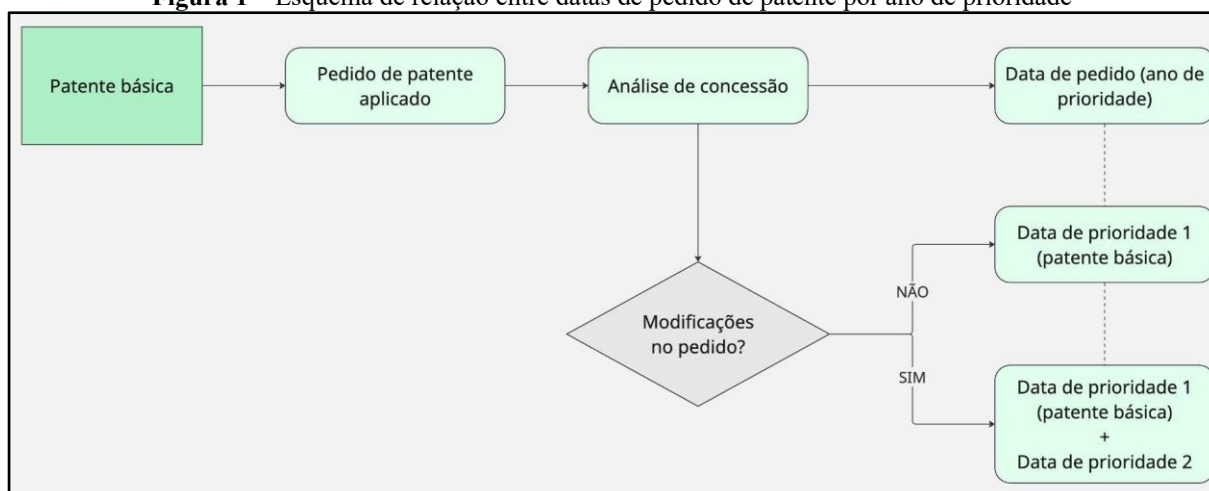 Figura 1 – Esquema de relação entre datas de pedido de patente por ano de prioridade
Patente básica
Pedido de patente
aplicado
Análise de concessão
Data de pedido (ano de
prioridade)
Data de prioridade 1
(patente básica)
NÃO
Modificações
no pedido?
SIM
Data de prioridade 1
(patente básica)
+
Data de prioridade 2